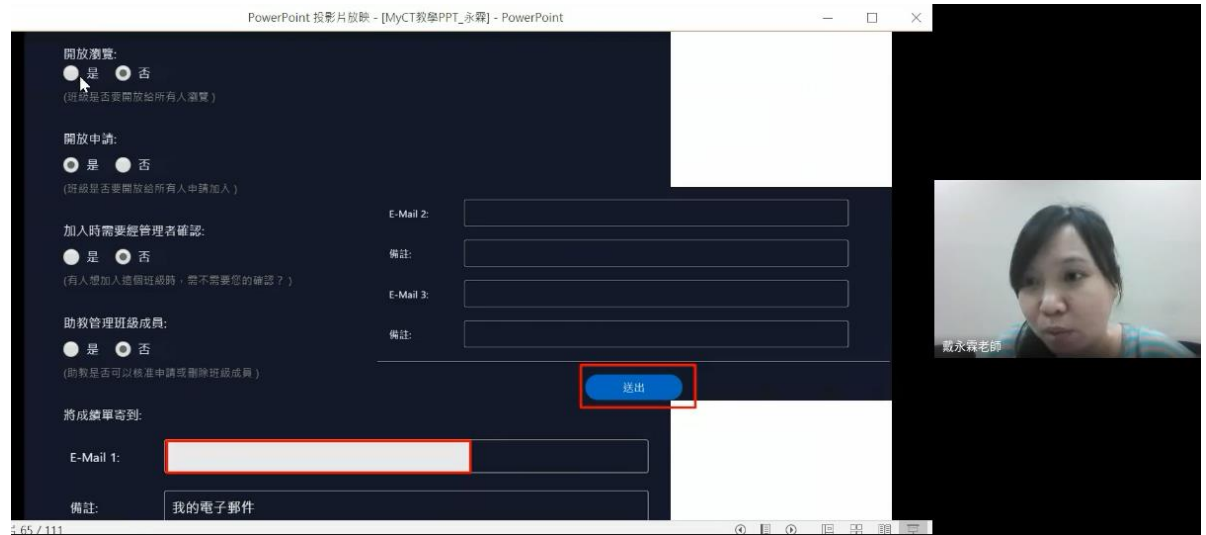 PowerPoint 投影片放映 - [MyCT教學PPT_永霖] - PowerPoint
開放瀏覽:
是 否
(班級是否要開放給所有人瀏覽)
開放申請:
是 否
(班級是否要開放給所有人申請加入)
加入時需要經管理者確認:
是 否
(有人想加入這個班級時,需不需要您的確認?)
助教管理班級成員:
是 否
(助教是否可以核准申請或刪除班級成員)
將成績單寄到:
E-Mail 1:
備註: 我的電子郵件
E-Mail 2:
備註:
E-Mail 3:
備註:
送出
65 / 111
戴永霖老師